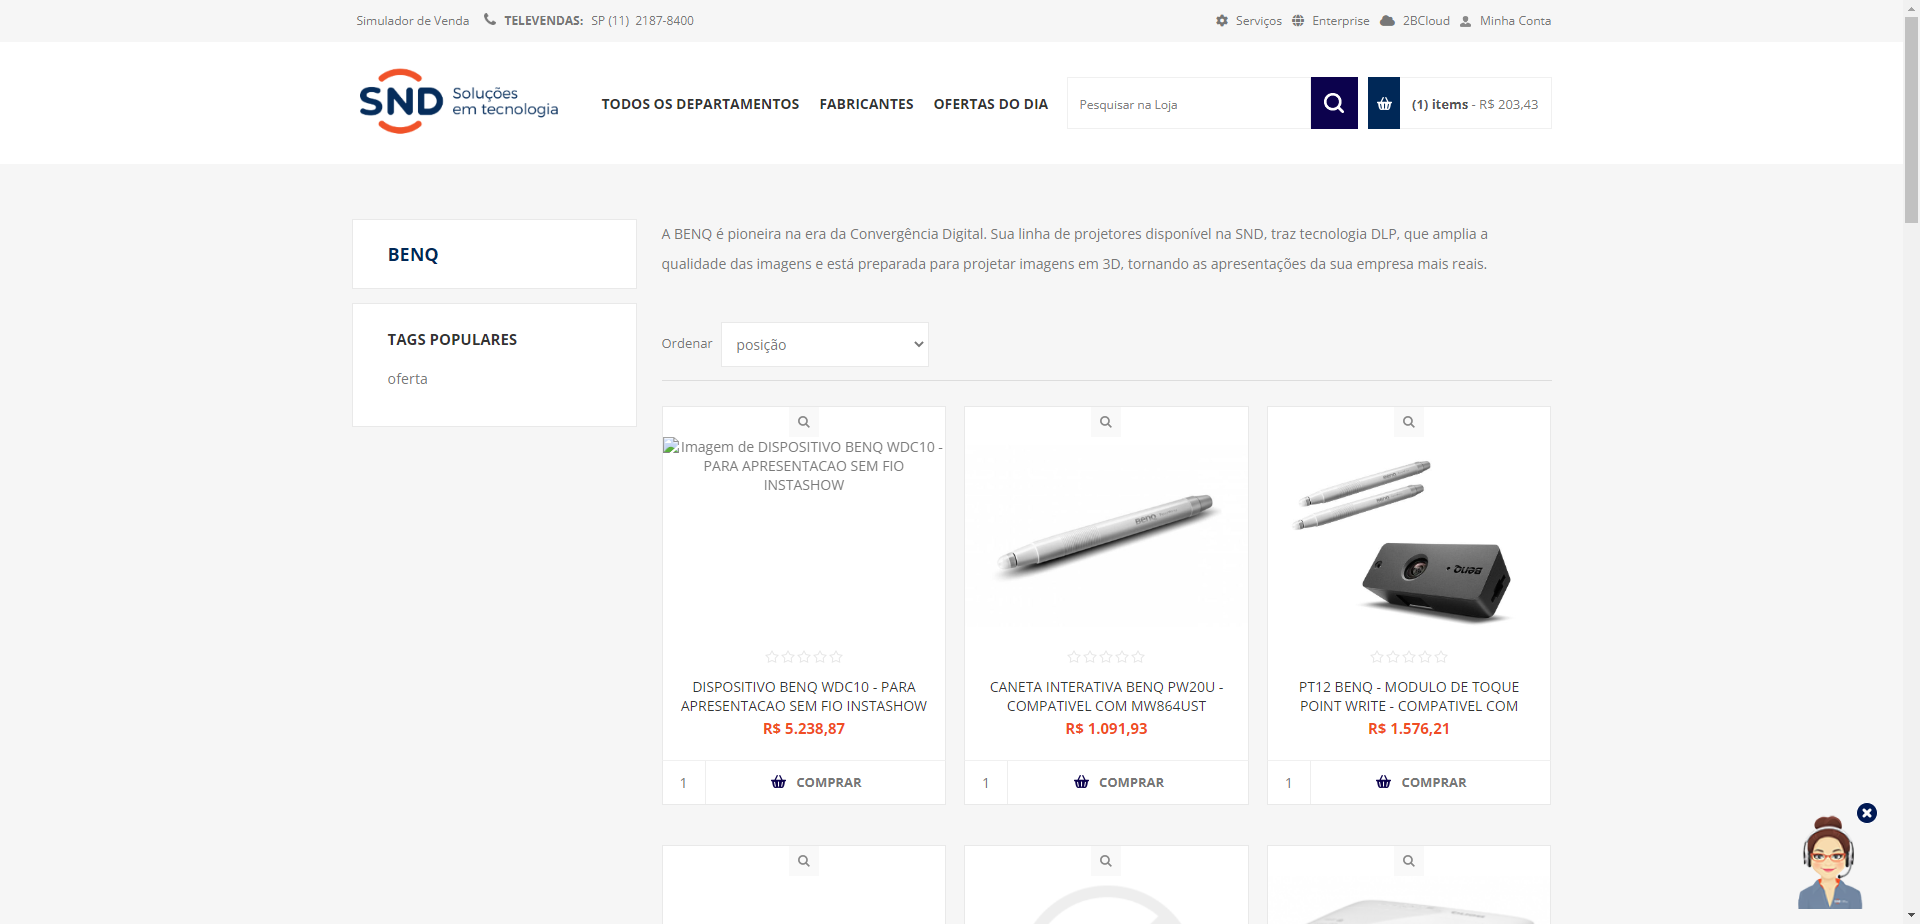 Simulador de Venda TELEVENDAS: SP (11) 2187-8400 Serviços Enterprise 2BCloud Minha Conta
SND Soluções em tecnologia
TODOS OS DEPARTAMENTOS FABRICANTES OFERTAS DO DIA Pesquisar na Loja (1) items - R$ 203,43
BENQ
TAGS POPULARES
oferta
A BENQ é pioneira na era da Convergência Digital. Sua linha de projetores disponível na SND, traz tecnologia DLP, que amplia a
qualidade das imagens e está preparada para projetar imagens em 3D, tornando as apresentações da sua empresa mais reais.
Ordenar posição
Imagem de DISPOSITIVO BENQ WDC10 -
PARA APRESENTACAO SEM FIO
INSTASHOW
DISPOSITIVO BENQ WDC10 - PARA
APRESENTACAO SEM FIO INSTASHOW
R$ 5.238,87
1 COMPRAR
BenQ
CANETA INTERATIVA BENQ PW20U -
COMPATIVEL COM MW864UST
R$ 1.091,93
1 COMPRAR
BenQ
PT12 BENQ - MODULO DE TOQUE
POINT WRITE - COMPATIVEL COM
R$ 1.576,21
1 COMPRAR